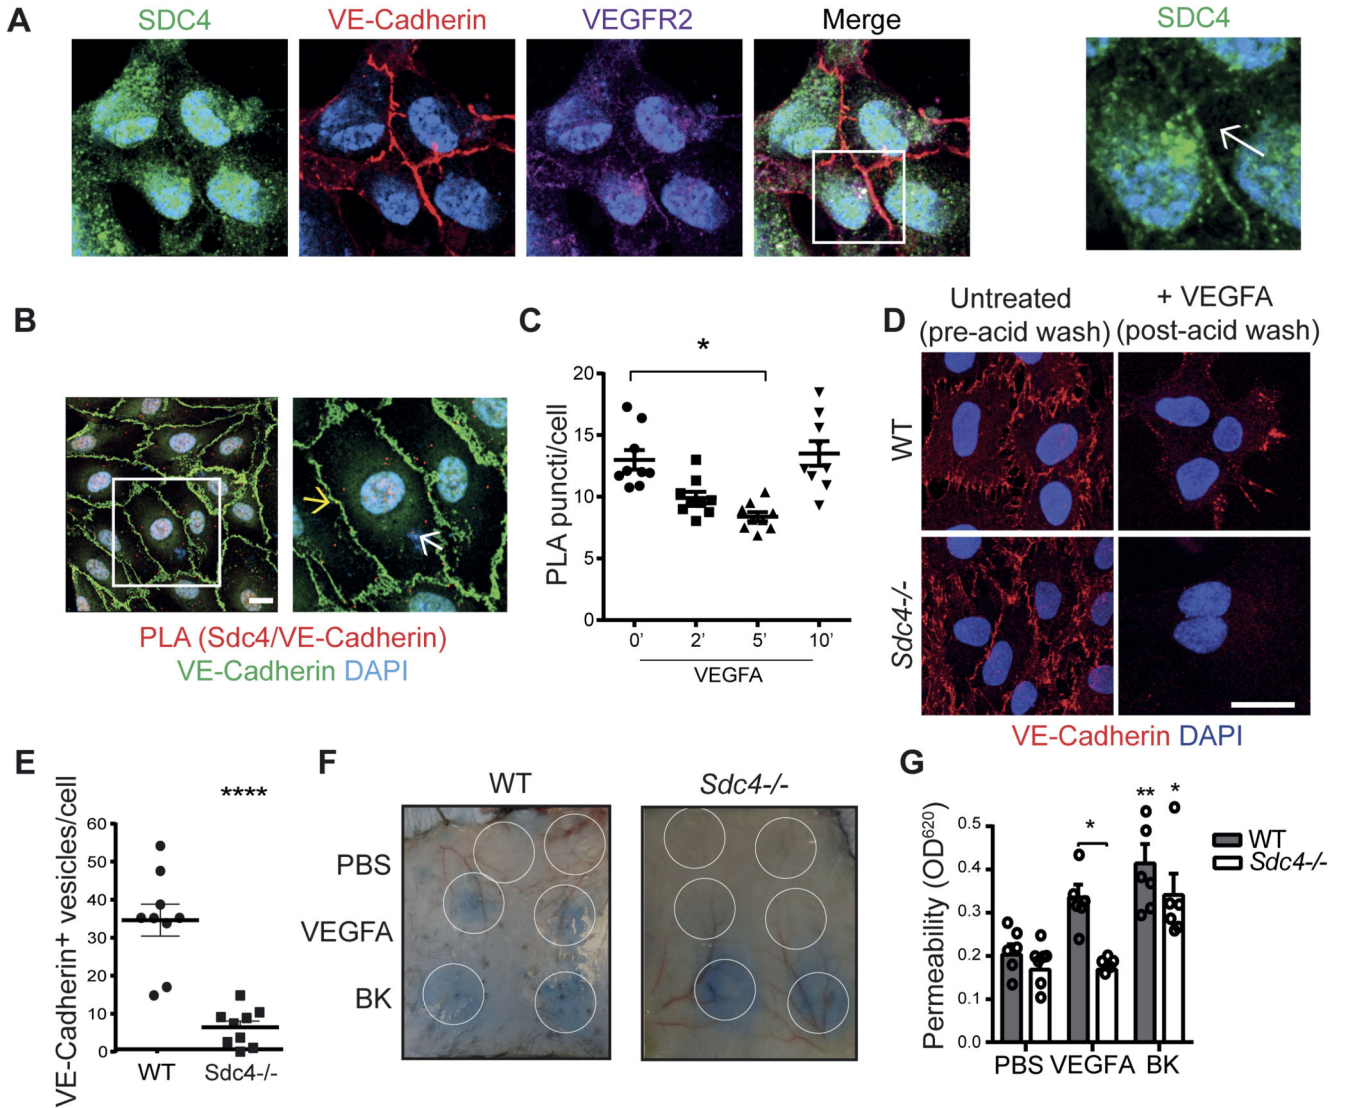 A
SDC4
VE-Cadherin
VEGFR2
Merge
SDC4
B
PLA (Sdc4/VE-Cadherin)
VE-Cadherin DAPI
C
*
PLA puncti/cell
20
15
10
5
0
0’ 2’ 5’ 10’
VEGFA
D
Untreated
(pre-acid wash)
+ VEGFA
(post-acid wash)
WT
Sdc4-/-
VE-Cadherin DAPI
E
VE-Cadherin⁺ vesicles/cell
****
60
50
40
30
20
10
0
WT Sdc4-/-
F
WT
Sdc4-/-
PBS
VEGFA
BK
G
Permeability (OD⁶²⁰)
0.5
0.4
0.3
0.2
0.1
0.0
*
**
*
PBS VEGFA BK
WT
Sdc4-/-